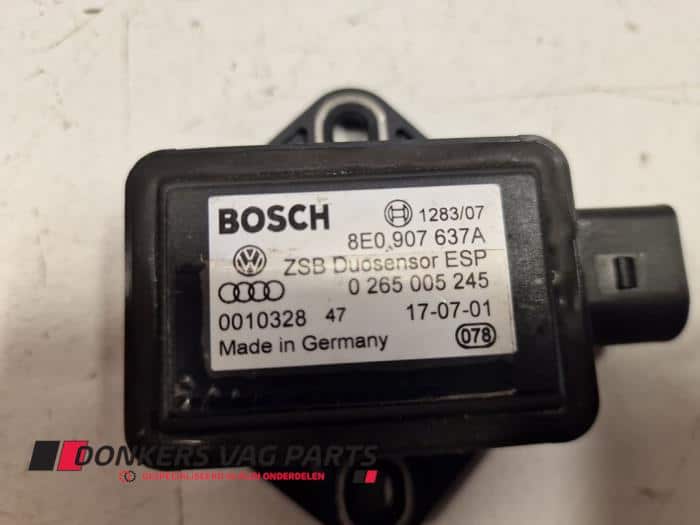 BOSCH 1283/07
8E0 907 637A
ZSB Duosensor ESP
0 265 005 245
0010328 47 17-07-01
Made in Germany 078
DONKERS VAG PARTS
GESPECIALISEERD IN ONDERDELEN